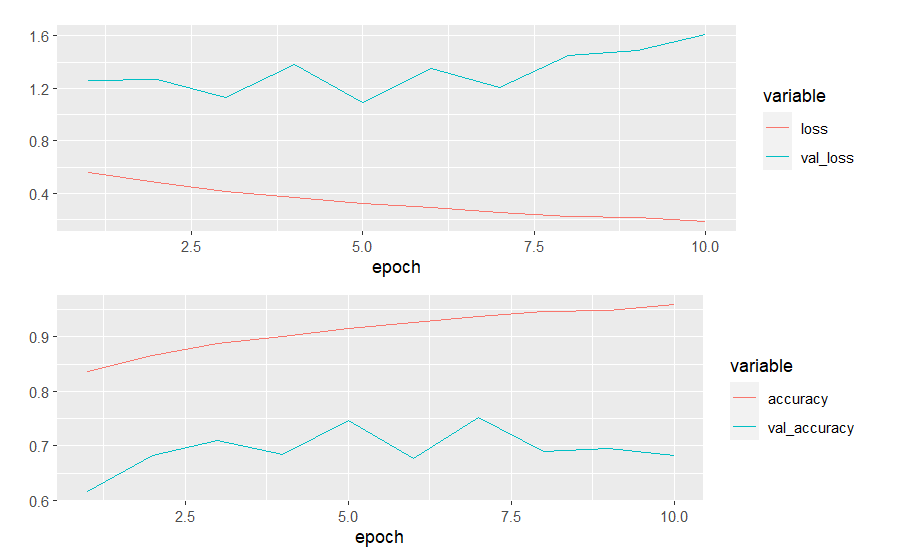 1.6
1.2
0.8
0.4
2.5 5.0 7.5 10.0
epoch
variable
loss
val_loss
0.9
0.8
0.7
0.6
2.5 5.0 7.5 10.0
epoch
variable
accuracy
val_accuracy